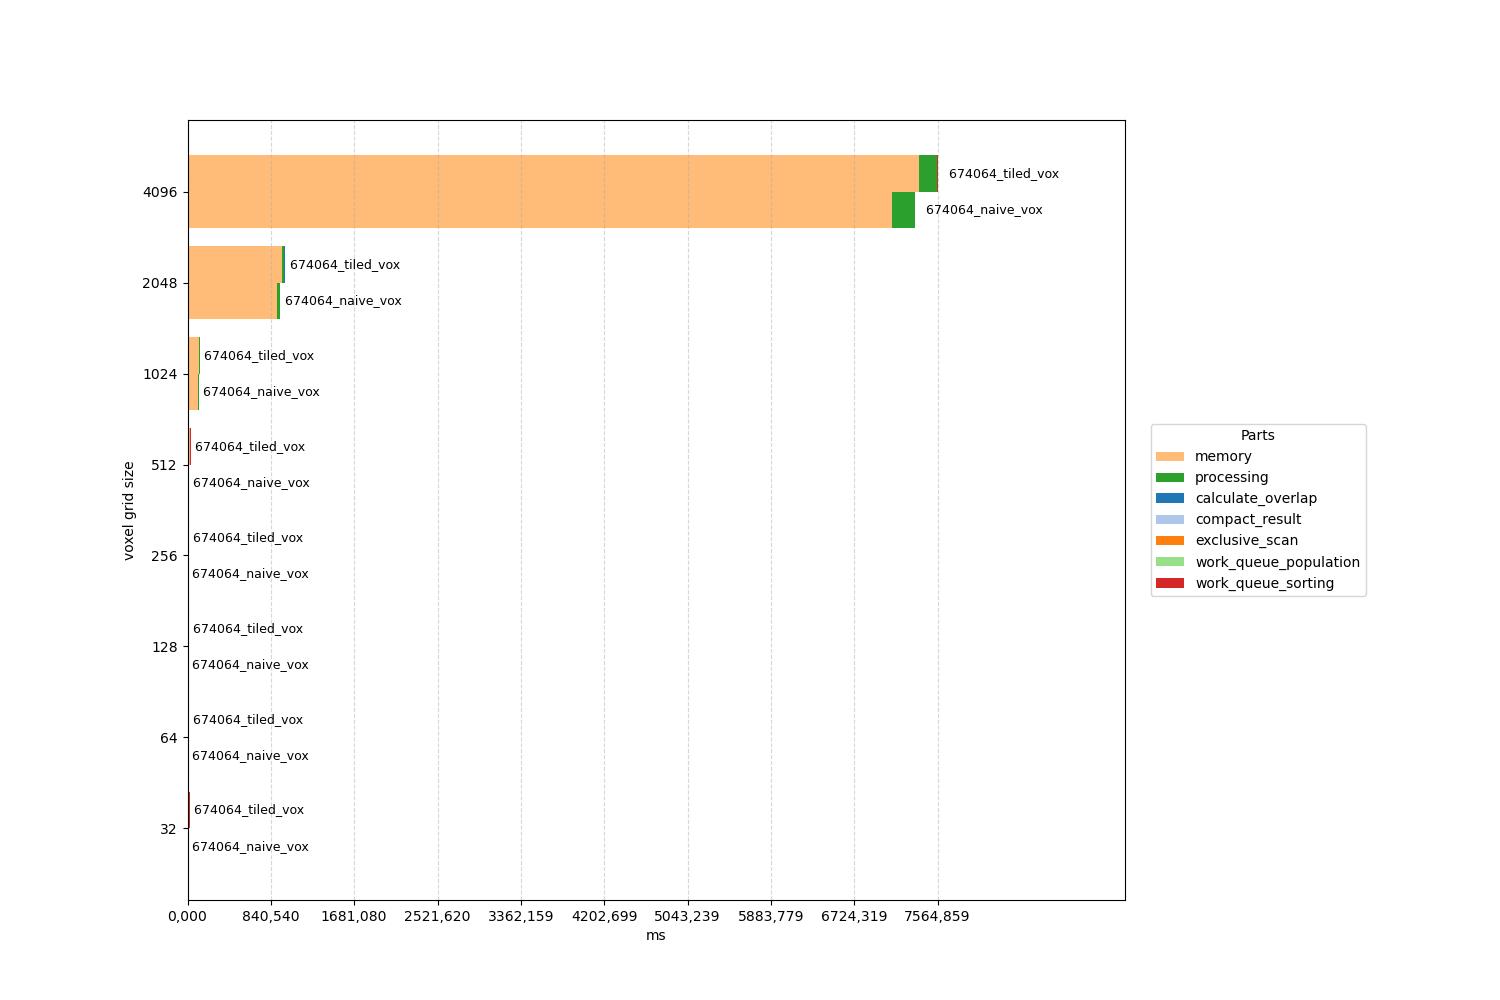 674064_tiled_vox
4096
674064_naive_vox
674064_tiled_vox
2048
674064_naive_vox
674064_tiled_vox
1024
674064_naive_vox
674064_tiled_vox
512
674064_naive_vox
674064_tiled_vox
256
674064_naive_vox
674064_tiled_vox
128
674064_naive_vox
674064_tiled_vox
64
674064_naive_vox
674064_tiled_vox
32
674064_naive_vox
voxel grid size
0,000 840,540 1681,080 2521,620 3362,159 4202,699 5043,239 5883,779 6724,319 7564,859
ms
Parts
memory
processing
calculate_overlap
compact_result
exclusive_scan
work_queue_population
work_queue_sorting